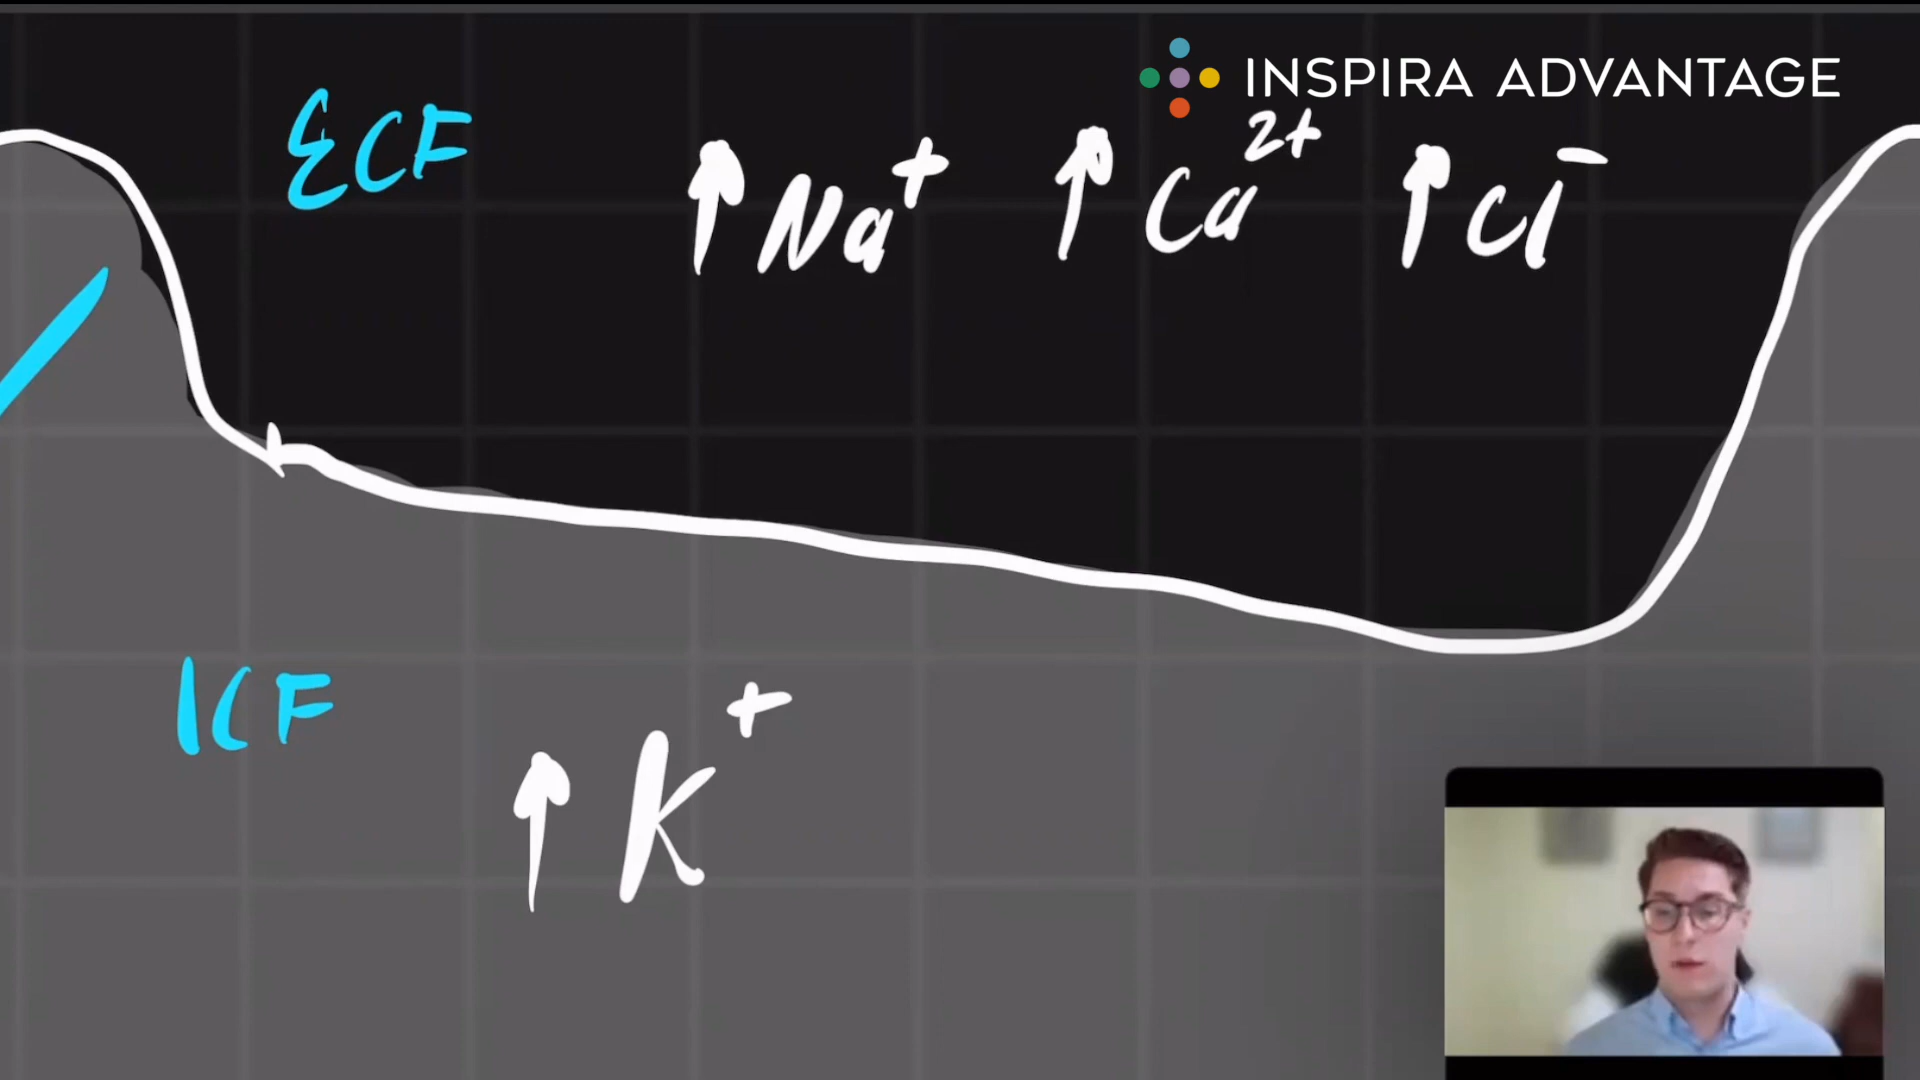 INSPIRA ADVANTAGE
ECF ↑Na⁺ ↑Ca²⁺ ↑Cl⁻
ICF
↑K⁺